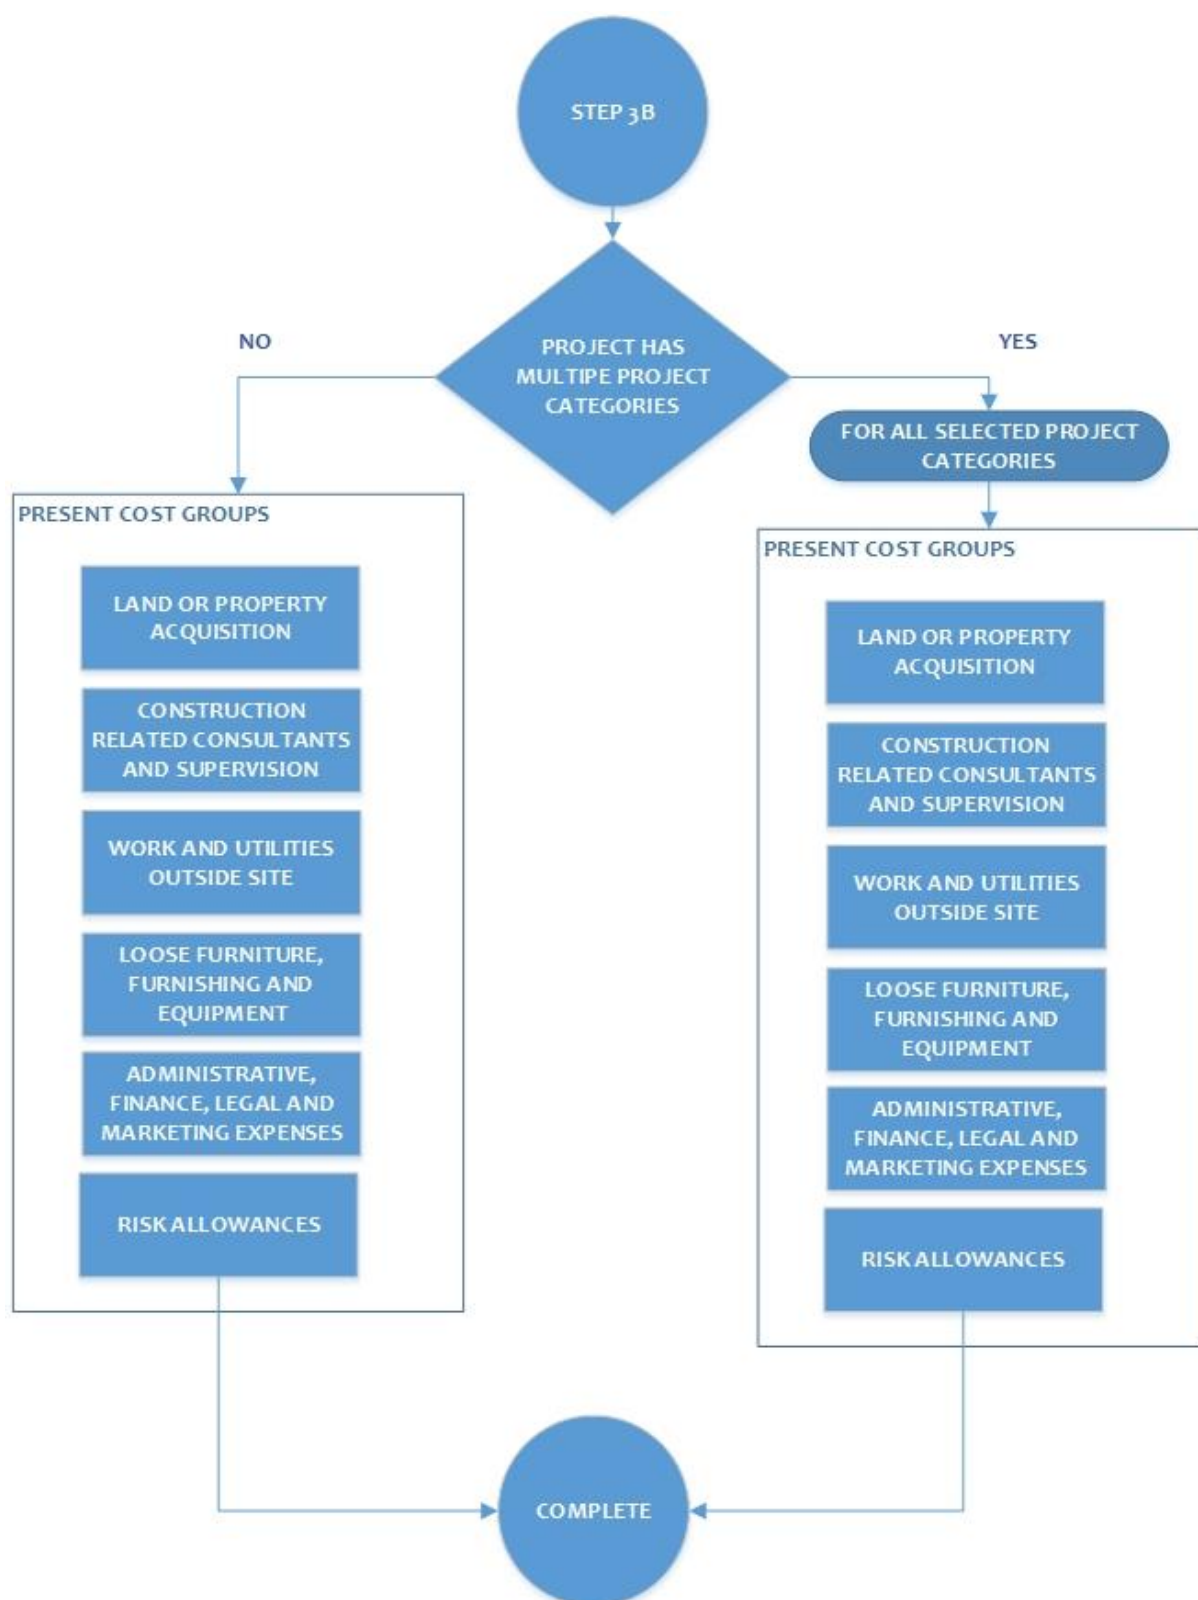 STEP 3B
PROJECT HAS
MULTIPE PROJECT
CATEGORIES
NO
YES
FOR ALL SELECTED PROJECT
CATEGORIES
PRESENT COST GROUPS
LAND OR PROPERTY
ACQUISITION
CONSTRUCTION
RELATED CONSULTANTS
AND SUPERVISION
WORK AND UTILITIES
OUTSIDE SITE
LOOSE FURNITURE,
FURNISHING AND
EQUIPMENT
ADMINISTRATIVE,
FINANCE, LEGAL AND
MARKETING EXPENSES
RISK ALLOWANCES
PRESENT COST GROUPS
LAND OR PROPERTY
ACQUISITION
CONSTRUCTION
RELATED CONSULTANTS
AND SUPERVISION
WORK AND UTILITIES
OUTSIDE SITE
LOOSE FURNITURE,
FURNISHING AND
EQUIPMENT
ADMINISTRATIVE,
FINANCE, LEGAL AND
MARKETING EXPENSES
RISK ALLOWANCES
COMPLETE